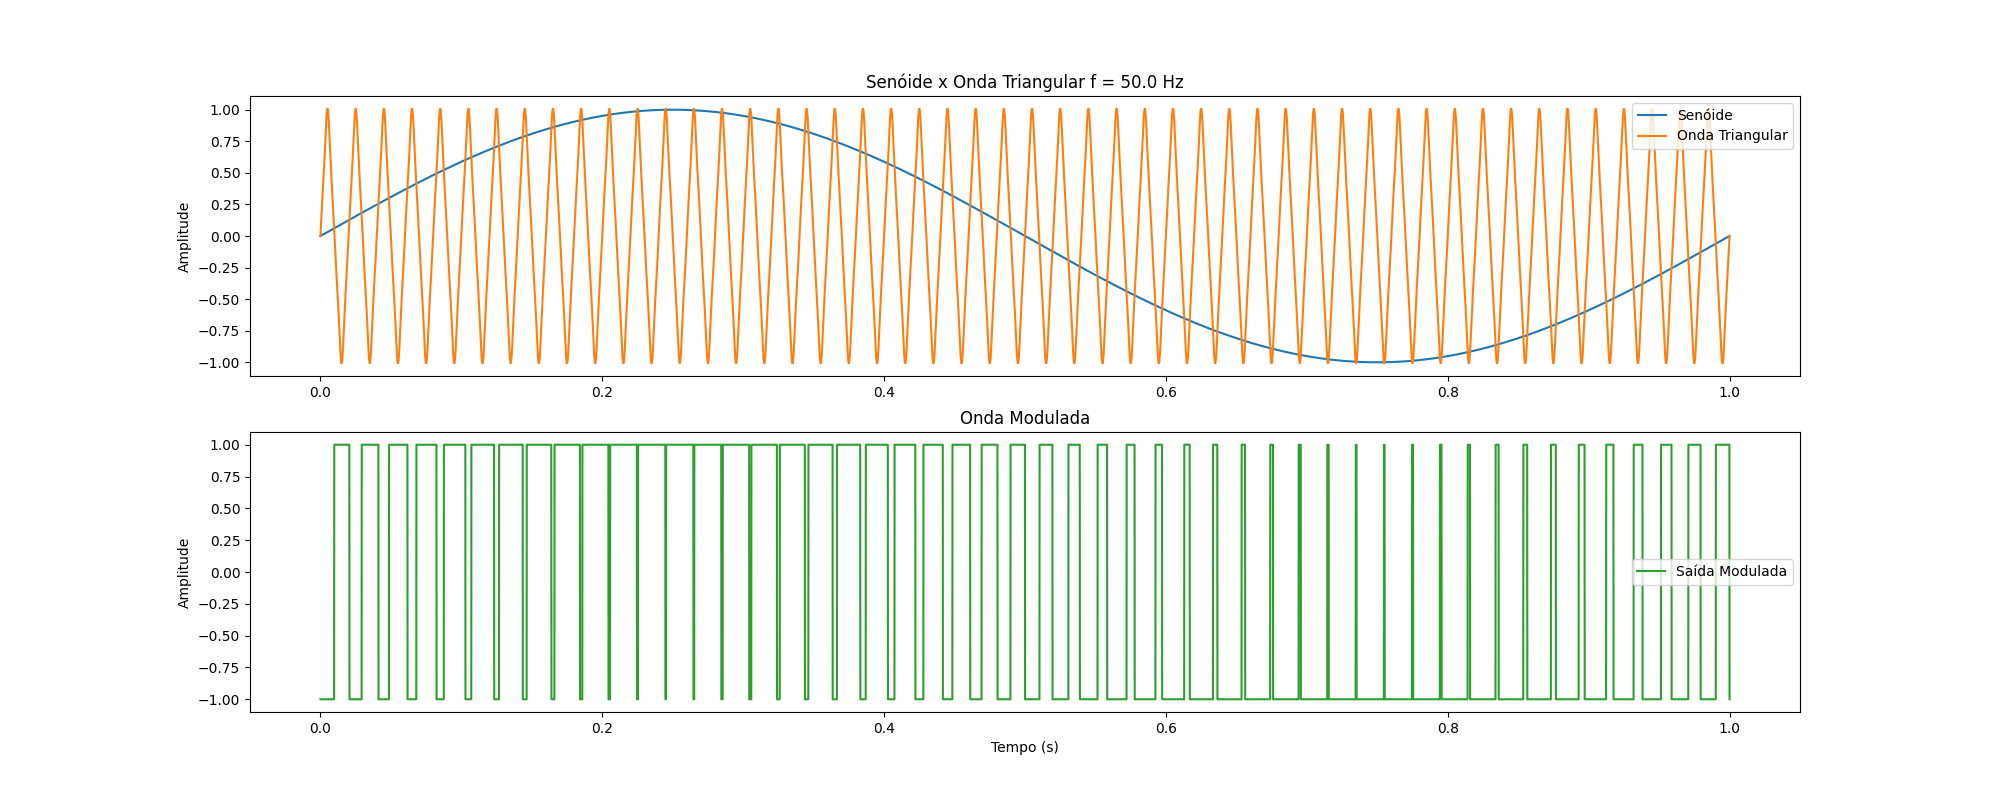 Senóide x Onda Triangular f = 50.0 Hz
Amplitude
1.00
0.75
0.50
0.25
0.00
−0.25
−0.50
−0.75
−1.00
Senóide
Onda Triangular
0.0 0.2 0.4 0.6 0.8 1.0
Onda Modulada
Amplitude
1.00
0.75
0.50
0.25
0.00
−0.25
−0.50
−0.75
−1.00
Saída Modulada
0.0 0.2 0.4 0.6 0.8 1.0
Tempo (s)